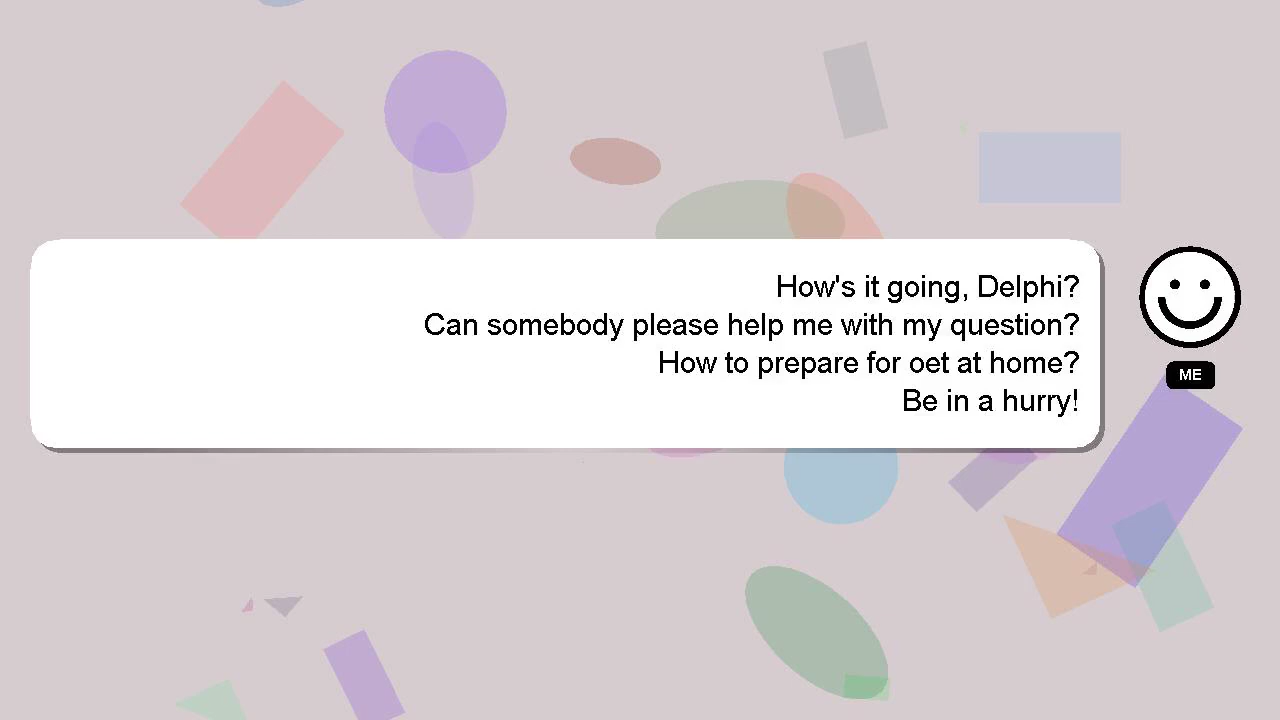 How's it going, Delphi?
Can somebody please help me with my question?
How to prepare for oet at home?
Be in a hurry!
ME